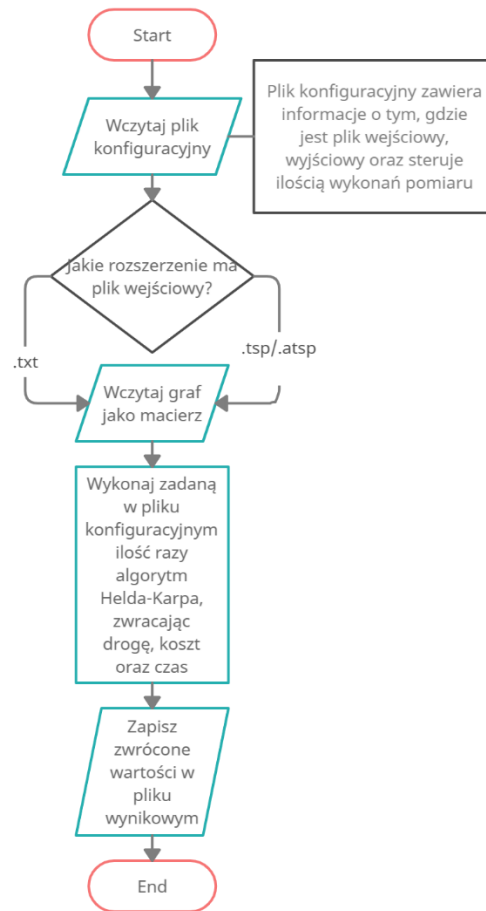 Start
Wczytaj plik
konfiguracyjny
Plik konfiguracyjny zawiera
informacje o tym, gdzie
jest plik wejściowy,
wyjściowy oraz steruje
ilością wykonań pomiaru
Jakie rozszerzenie ma
plik wejściowy?
.txt
.tsp/.atsp
Wczytaj graf
jako macierz
Wykonaj zadaną
w pliku
konfiguracyjnym
ilość razy
algorytm
Helda-Karpa,
zwracając
drogę, koszt
oraz czas
Zapisz
zwrócone
wartości w
pliku
wynikowym
End